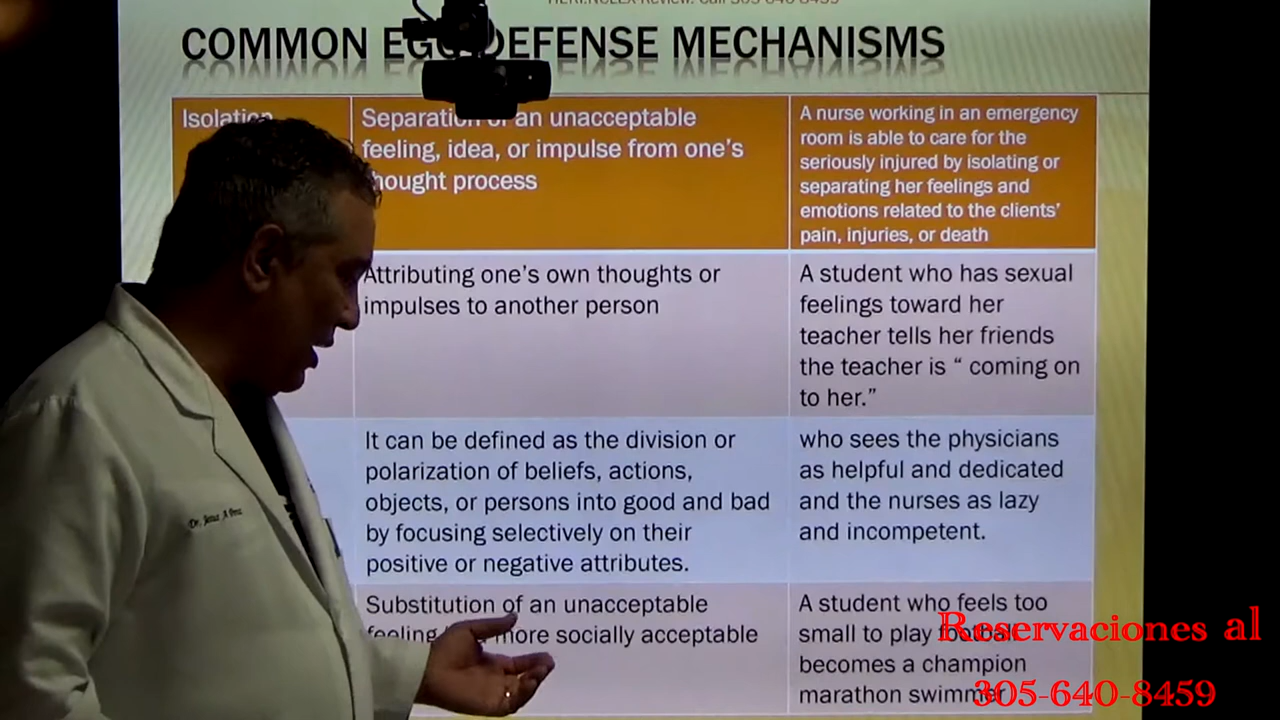 COMMON EGO DEFENSE MECHANISMS
Isolation
Separation of an unacceptable
feeling, idea, or impulse from one's
thought process
A nurse working in an emergency
room is able to care for the
seriously injured by isolating or
separating her feelings and
emotions related to the clients'
pain, injuries, or death
Attributing one's own thoughts or
impulses to another person
A student who has sexual
feelings toward her
teacher tells her friends
the teacher is “ coming on
to her.”
It can be defined as the division or
polarization of beliefs, actions,
objects, or persons into good and bad
by focusing selectively on their
positive or negative attributes.
who sees the physicians
as helpful and dedicated
and the nurses as lazy
and incompetent.
Substitution of an unacceptable
feeling more socially acceptable
A student who feels too
small to play football
becomes a champion
marathon swimmer
Reservaciones al
305-640-8459
Dr.